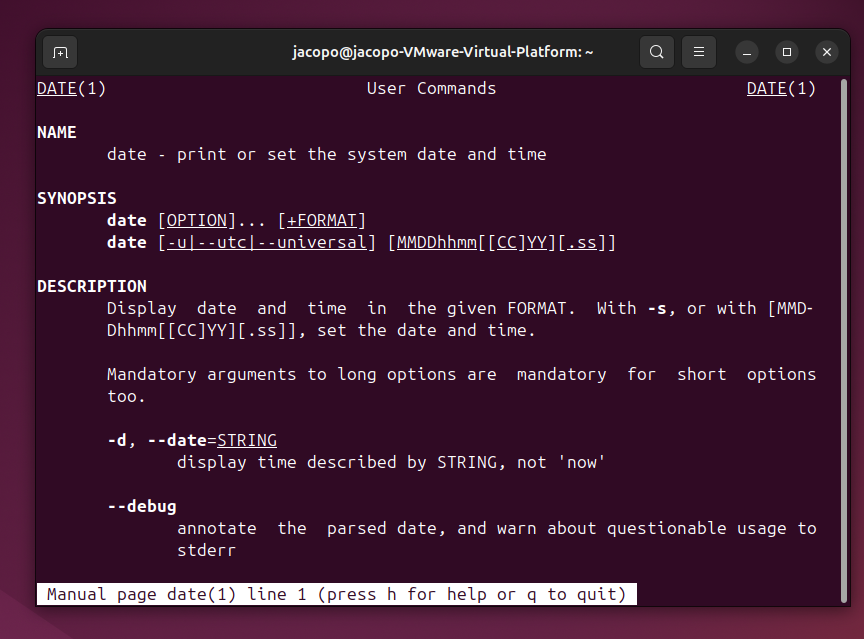 jacopo@jacopo-VMware-Virtual-Platform: ~
DATE(1) User Commands DATE(1)
NAME
date - print or set the system date and time
SYNOPSIS
date [OPTION]... [+FORMAT]
date [-u|--utc|--universal] [MMDDhhmm[[CC]YY][.ss]]
DESCRIPTION
Display date and time in the given FORMAT. With -s, or with [MMD-
Dhhmm[[CC]YY][.ss]], set the date and time.
Mandatory arguments to long options are mandatory for short options
too.
-d, --date=STRING
display time described by STRING, not 'now'
--debug
annotate the parsed date, and warn about questionable usage to
stderr
Manual page date(1) line 1 (press h for help or q to quit)